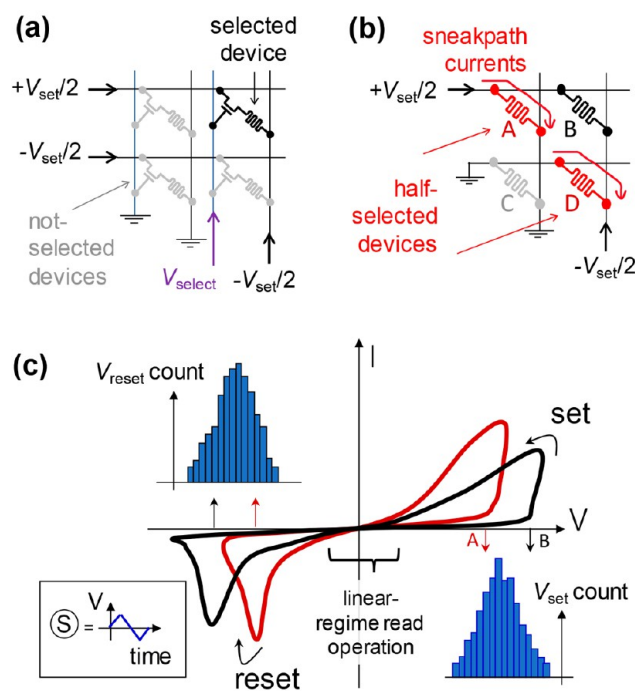 (a)
selected
device
+Vset/2
-Vset/2
not-
selected
devices
Vselect
-Vset/2
(b)
sneakpath
currents
+Vset/2
A
B
half-
selected
devices
C
D
-Vset/2
(c)
Vreset count
I
set
V
A
B
linear-
regime read
operation
Vset count
reset
S = V
time